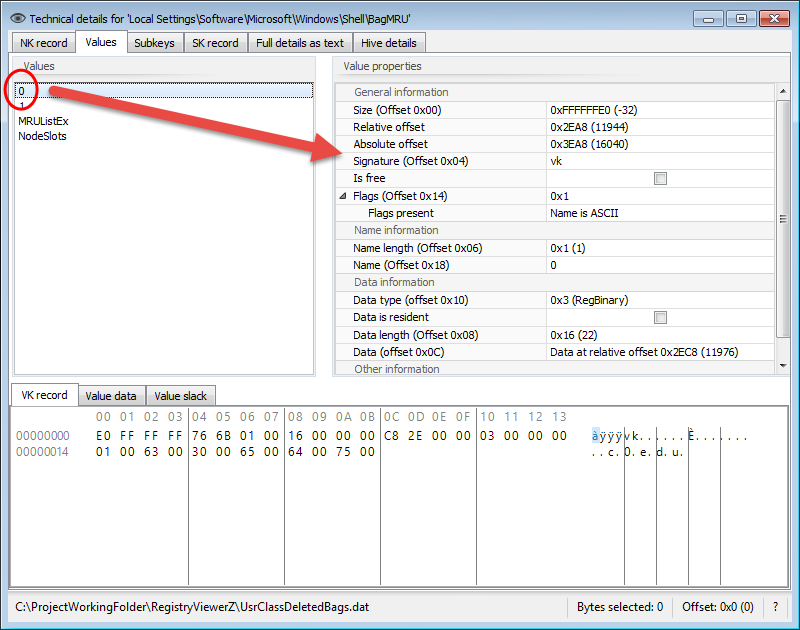 Technical details for 'Local Settings\Software\Microsoft\Windows\Shell\BagMRU'
NK record Values Subkeys SK record Full details as text Hive details
Values
0
1
MRUListEx
NodeSlots
Value properties
General information
Size (Offset 0x00) 0xFFFFFFE0 (-32)
Relative offset 0x2EA8 (11944)
Absolute offset 0x3EA8 (16040)
Signature (Offset 0x04) vk
Is free
Flags (Offset 0x14) 0x1
Flags present Name is ASCII
Name information
Name length (Offset 0x06) 0x1 (1)
Name (Offset 0x18) 0
Data information
Data type (offset 0x10) 0x3 (RegBinary)
Data is resident
Data length (Offset 0x08) 0x16 (22)
Data (offset 0x0C) Data at relative offset 0x2EC8 (11976)
Other information
VK record Value data Value slack
00 01 02 03 04 05 06 07 08 09 0A 0B 0C 0D 0E 0F 10 11 12 13
00000000 E0 FF FF FF 76 6B 01 00 16 00 00 00 C8 2E 00 00 03 00 00 00 àÿÿÿvk......È.......
00000014 01 00 63 00 30 00 65 00 64 00 75 00 ..c.0.e.d.u.
C:\ProjectWorkingFolder\RegistryViewerZ\UsrClassDeletedBags.dat Bytes selected: 0 Offset: 0x0 (0) ?